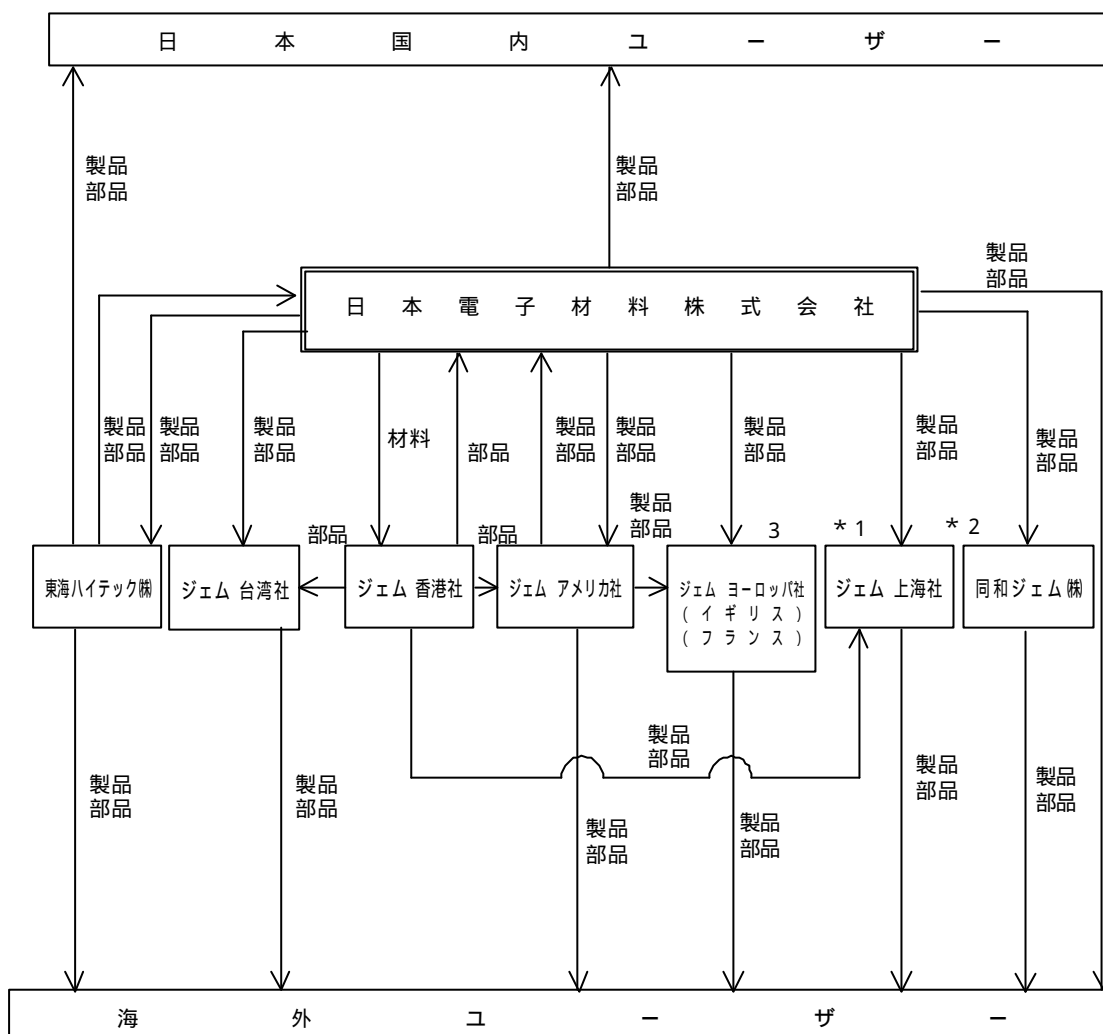 日本国内ユーザー
製品
部品
製品
部品
製品
部品
日本電子材料株式会社
製品
部品
製品
部品
製品
部品
材料
部品
製品
部品
製品
部品
製品
部品
製品
部品
製品
部品
部品
部品
製品
部品
3
*1
*2
東海ハイテック㈱
ジェム 台湾社
ジェム 香港社
ジェム アメリカ社
ジェム ヨーロッパ社
(イギリス)
(フランス)
ジェム 上海社
同和ジェム㈱
製品
部品
製品
部品
製品
部品
製品
部品
製品
部品
製品
部品
製品
部品
海外ユーザー